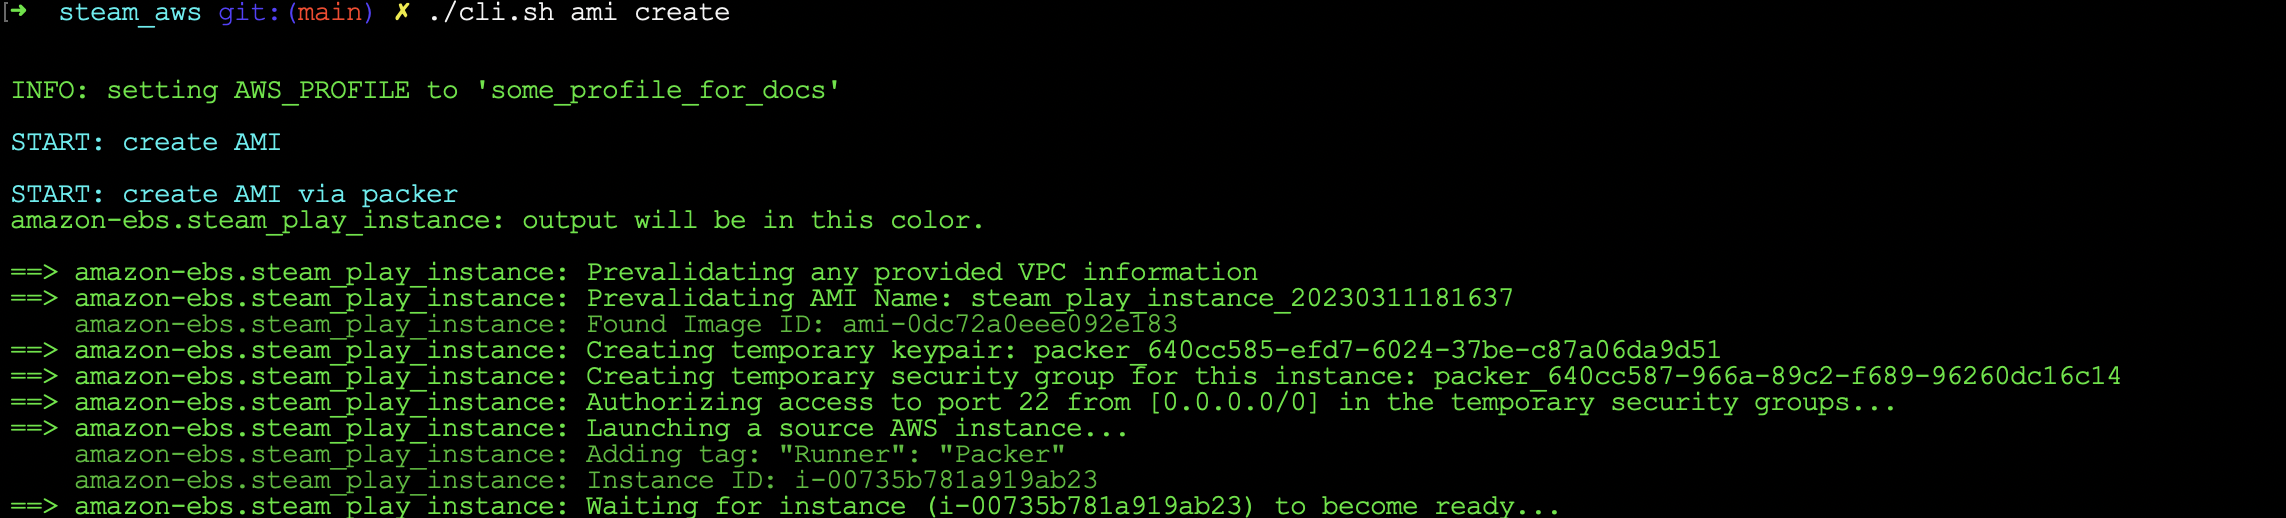 ➜ steam_aws git:(main) ✗ ./cli.sh ami create
INFO: setting AWS_PROFILE to 'some_profile_for_docs'
START: create AMI
START: create AMI via packer
amazon-ebs.steam_play_instance: output will be in this color.
==> amazon-ebs.steam_play_instance: Prevalidating any provided VPC information
==> amazon-ebs.steam_play_instance: Prevalidating AMI Name: steam_play_instance_20230311181637
amazon-ebs.steam_play_instance: Found Image ID: ami-0dc72a0eee092e183
==> amazon-ebs.steam_play_instance: Creating temporary keypair: packer_640cc585-efd7-6024-37be-c87a06da9d51
==> amazon-ebs.steam_play_instance: Creating temporary security group for this instance: packer_640cc587-966a-89c2-f689-96260dc16c14
==> amazon-ebs.steam_play_instance: Authorizing access to port 22 from [0.0.0.0/0] in the temporary security groups...
==> amazon-ebs.steam_play_instance: Launching a source AWS instance...
amazon-ebs.steam_play_instance: Adding tag: "Runner": "Packer"
amazon-ebs.steam_play_instance: Instance ID: i-00735b781a919ab23
==> amazon-ebs.steam_play_instance: Waiting for instance (i-00735b781a919ab23) to become ready...